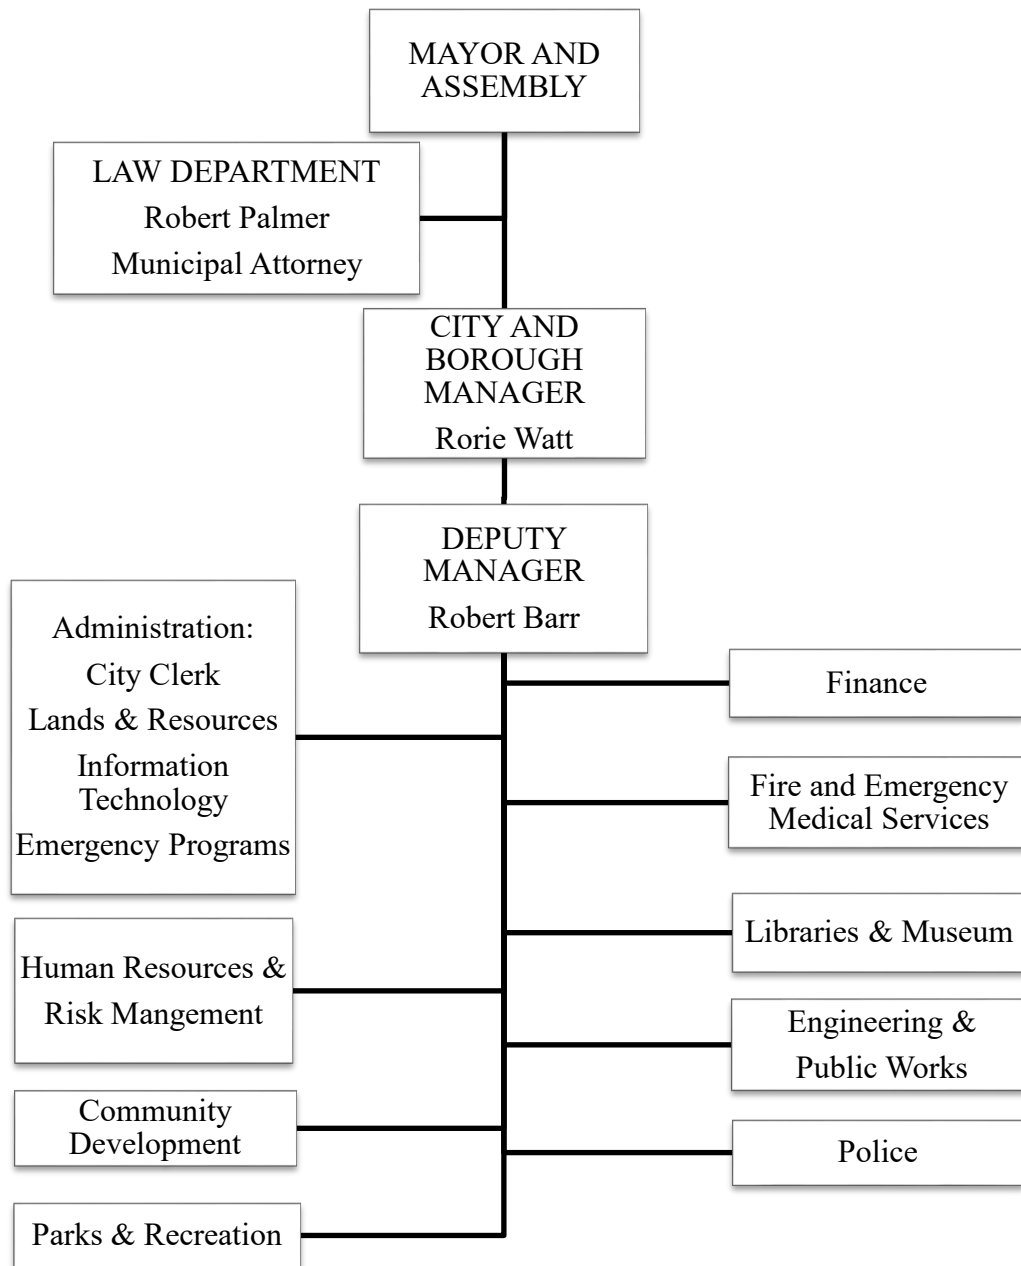 MAYOR AND
ASSEMBLY
LAW DEPARTMENT
Robert Palmer
Municipal Attorney
CITY AND
BOROUGH
MANAGER
Rorie Watt
DEPUTY
MANAGER
Robert Barr
Administration:
City Clerk
Lands & Resources
Information
Technology
Emergency Programs
Human Resources &
Risk Mangement
Community
Development
Parks & Recreation
Finance
Fire and Emergency
Medical Services
Libraries & Museum
Engineering &
Public Works
Police